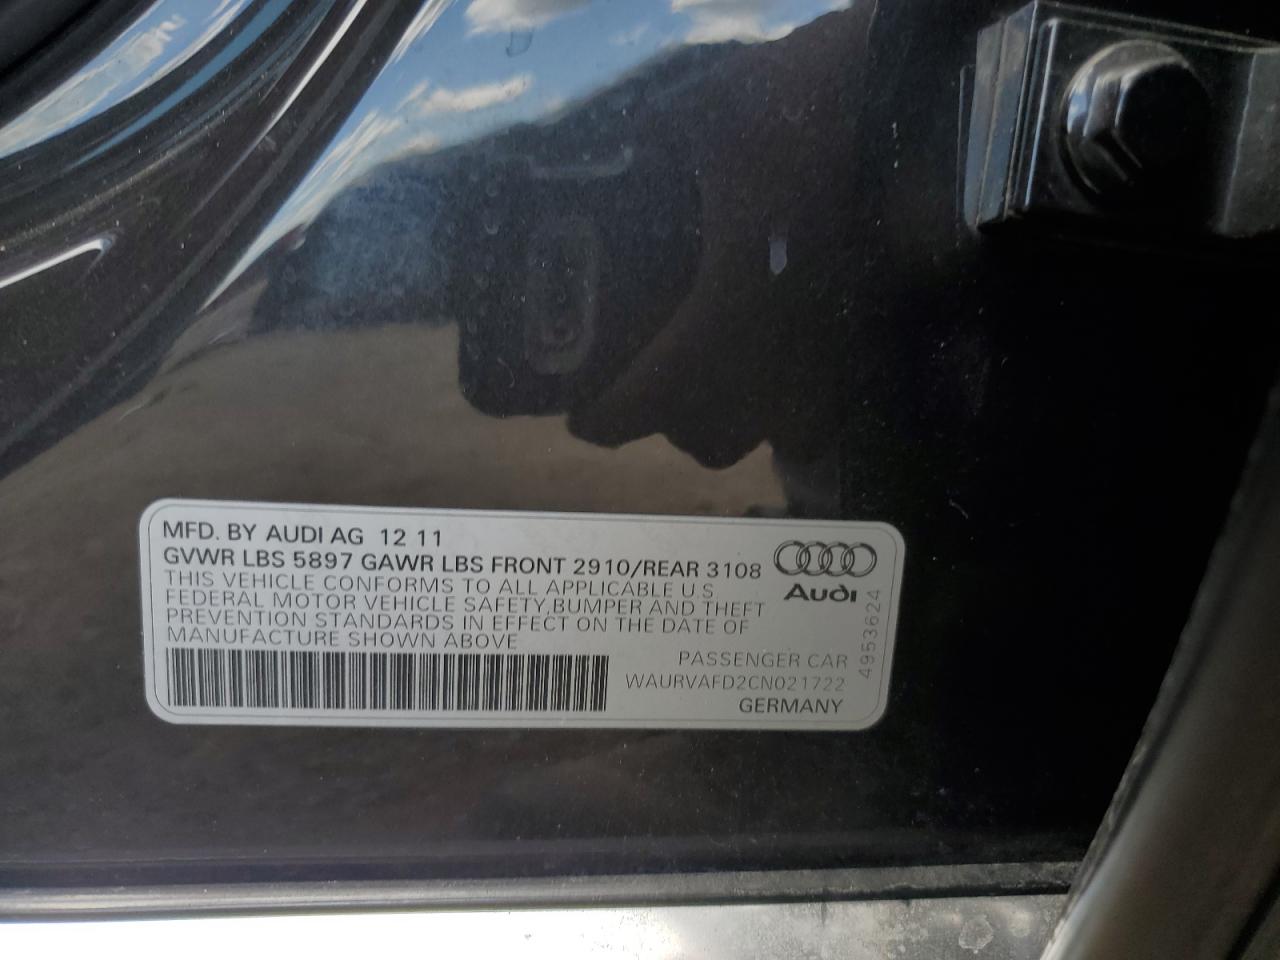 MFD. BY AUDI AG 12 11
GVWR LBS 5897 GAWR LBS FRONT 2910/REAR 3108
THIS VEHICLE CONFORMS TO ALL APPLICABLE U.S.
FEDERAL MOTOR VEHICLE SAFETY,BUMPER AND THEFT
PREVENTION STANDARDS IN EFFECT ON THE DATE OF
MANUFACTURE SHOWN ABOVE
Audi
4953624
PASSENGER CAR
WAURVAFD2CN021722
GERMANY